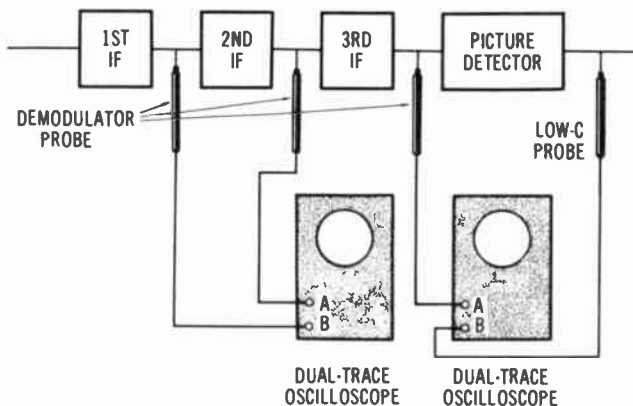 1ST
IF
2ND
IF
3RD
IF
PICTURE
DETECTOR
DEMODULATOR
PROBE
LOW-C
PROBE
A
B
A
B
DUAL-TRACE
OSCILLOSCOPE
DUAL-TRACE
OSCILLOSCOPE